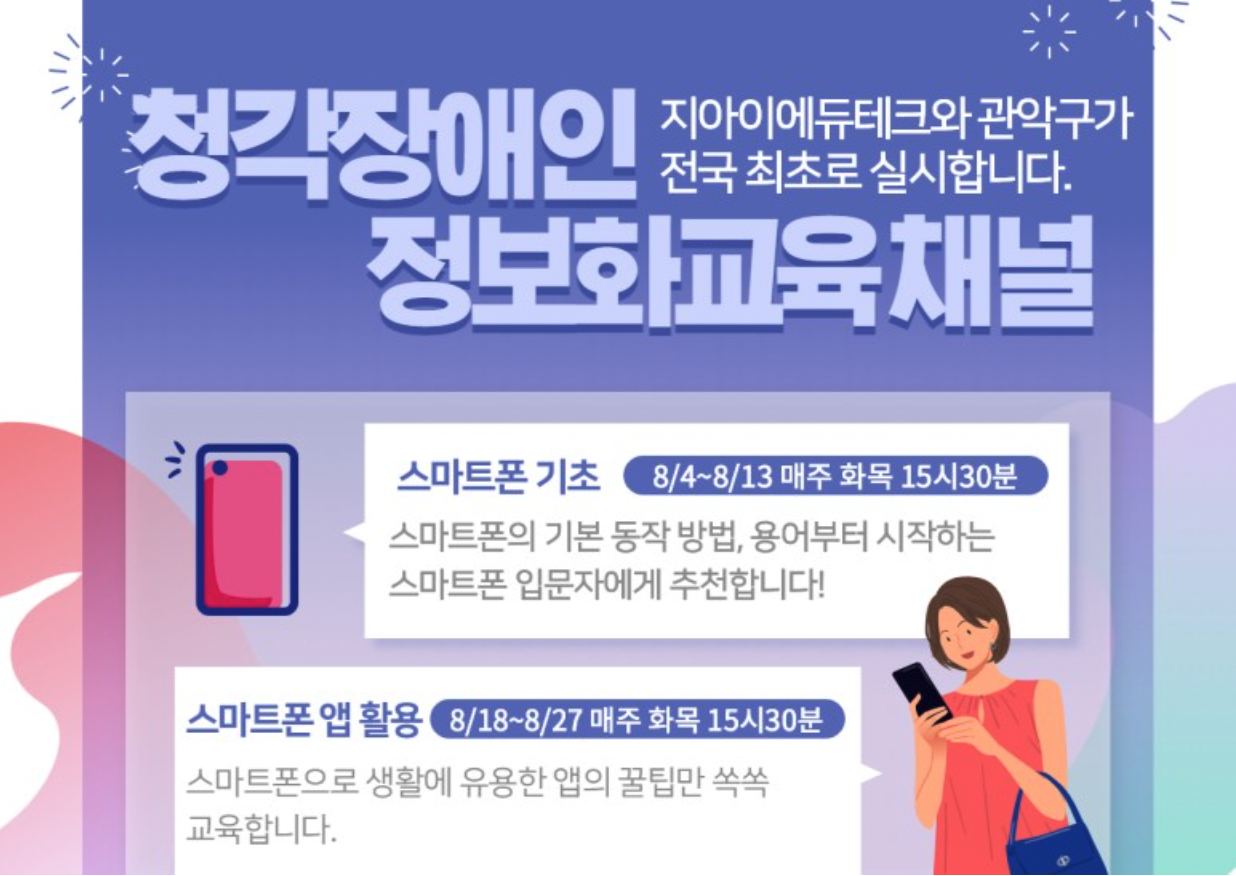 청각장애인
지아이에듀테크와 관악구가
전국 최초로 실시합니다.
정보화교육 채널
스마트폰 기초
8/4~8/13 매주 화목 15시30분
스마트폰의 기본 동작 방법, 용어부터 시작하는
스마트폰 입문자에게 추천합니다!
스마트폰 앱 활용
8/18~8/27 매주 화목 15시30분
스마트폰으로 생활에 유용한 앱의 꿀팁만 쏙쏙
교육합니다.